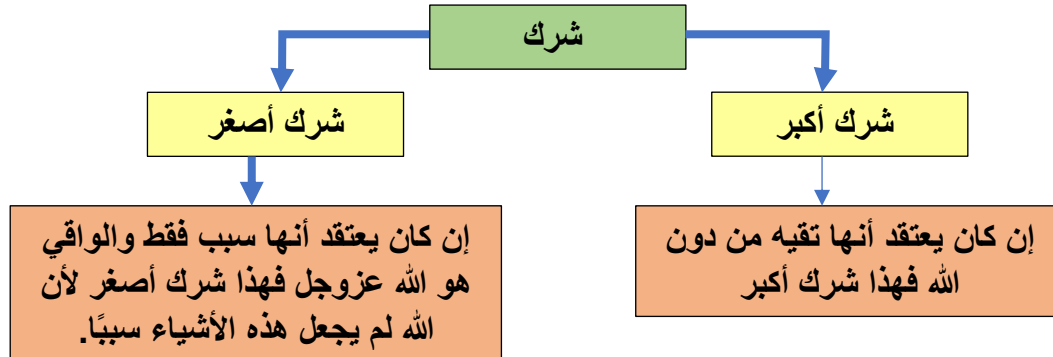 شرك
شرك أكبر
شرك أصغر
إن كان يعتقد أنها تقيه من دون
الله فهذا شرك أكبر
إن كان يعتقد أنها سبب فقط والواقي
هو الله عزوجل فهذا شرك أصغر لأن
الله لم يجعل هذه الأشياء سببًا.